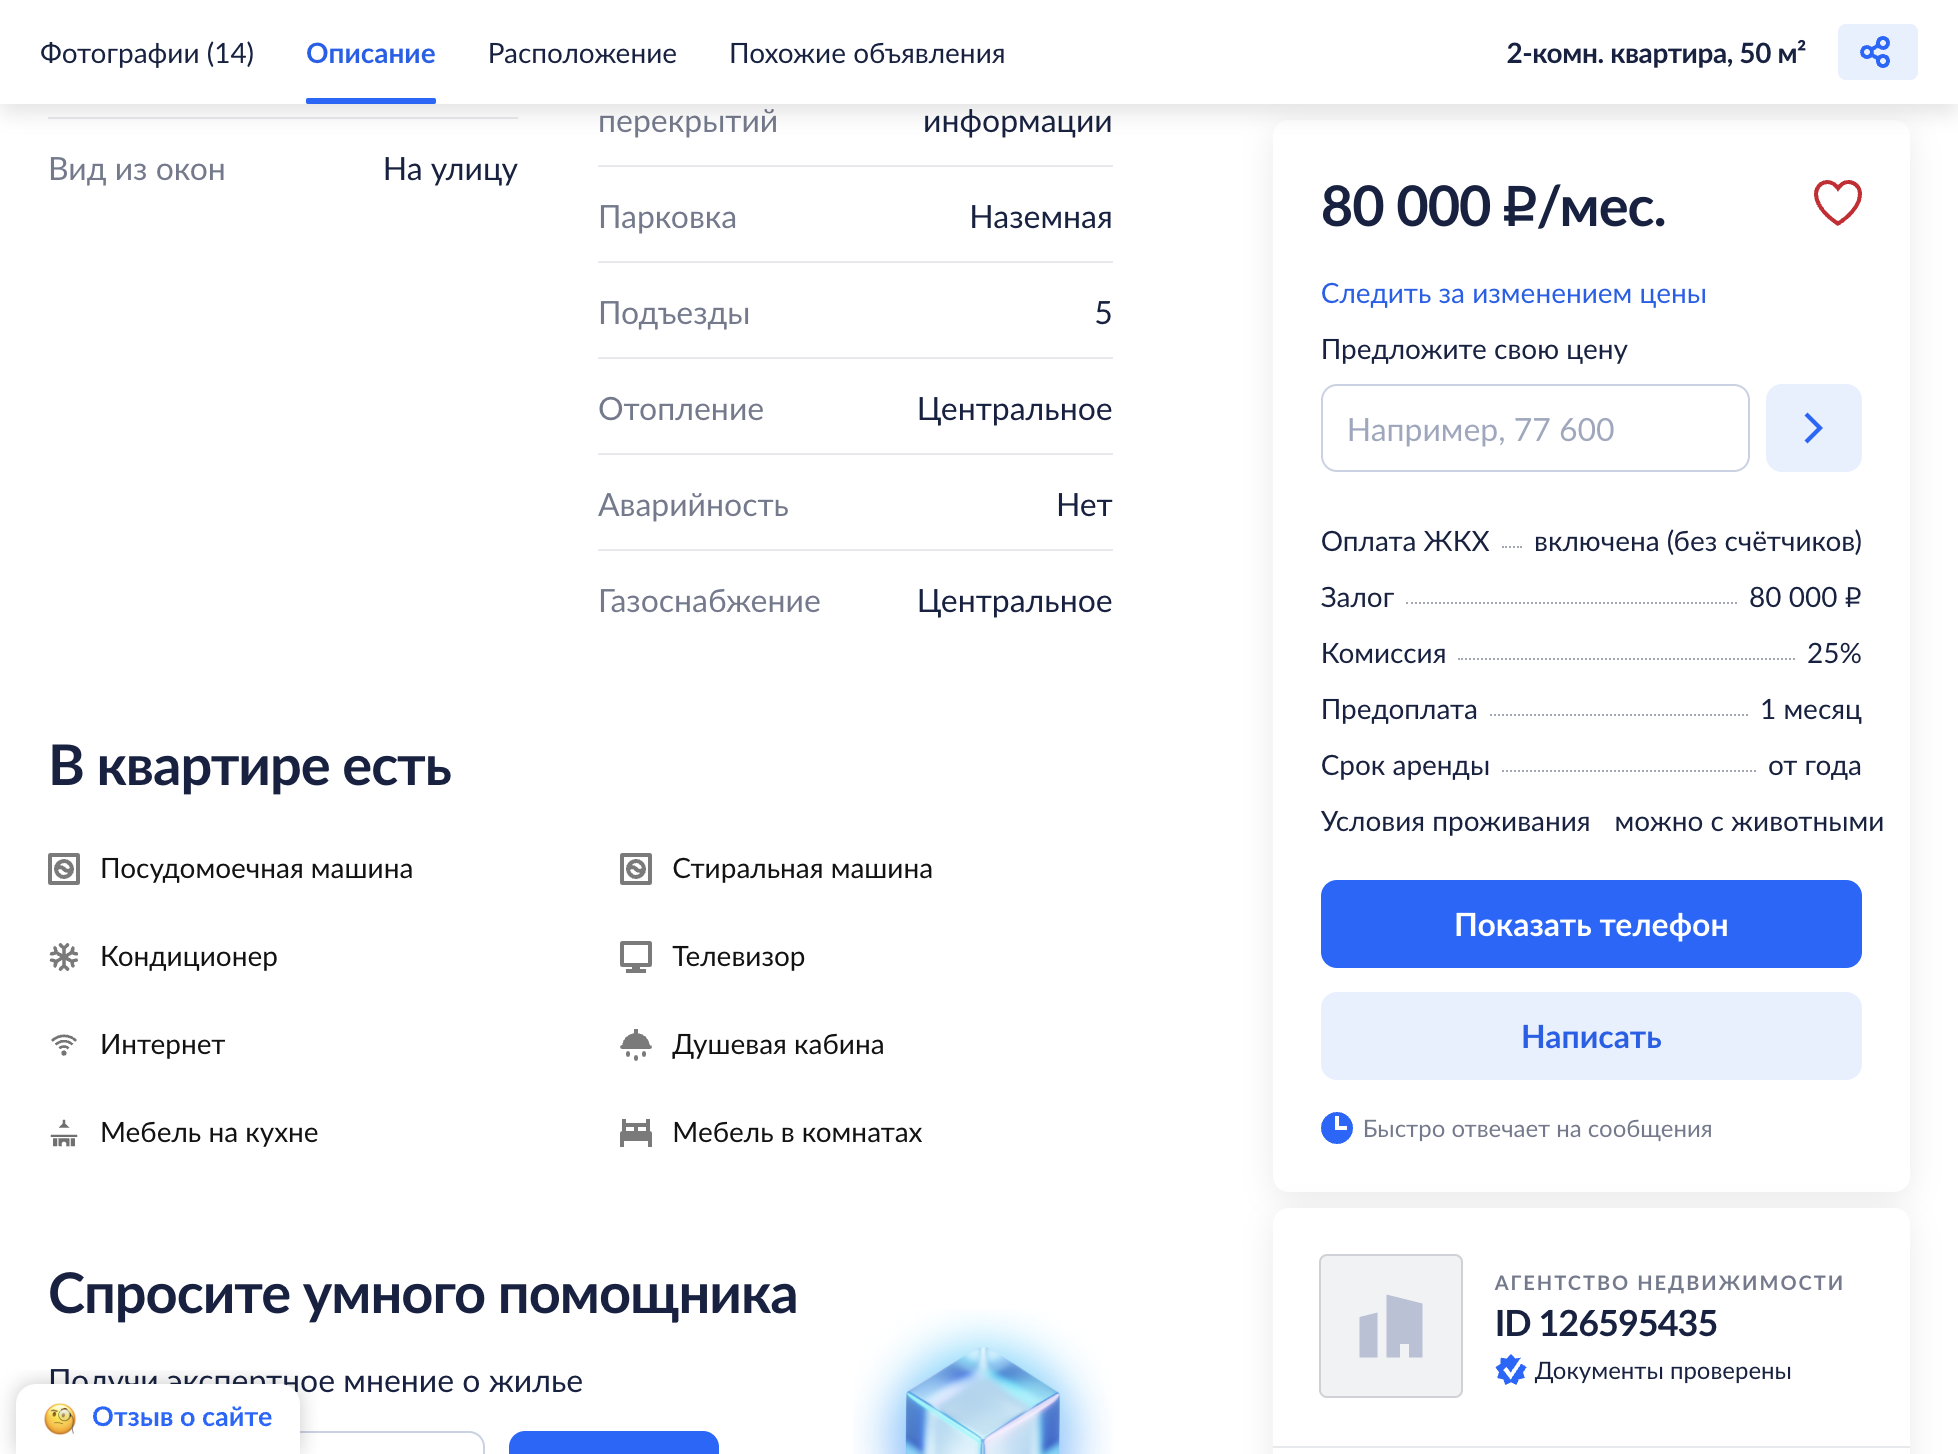 Фотографии (14)
Описание
Расположение
Похожие объявления
2-комн. квартира, 50 м²
Вид из окон
На улицу
перекрытий
информации
Парковка
Наземная
Подъезды
5
Отопление
Центральное
Аварийность
Нет
Газоснабжение
Центральное
В квартире есть
Посудомоечная машина
Стиральная машина
Кондиционер
Телевизор
Интернет
Душевая кабина
Мебель на кухне
Мебель в комнатах
Спросите умного помощника
Получи экспертное мнение о жилье
Отзыв о сайте
80 000 ₽/мес.
Следить за изменением цены
Предложите свою цену
Например, 77 600
Оплата ЖКХ включена (без счётчиков)
Залог 80 000 ₽
Комиссия 25%
Предоплата 1 месяц
Срок аренды от года
Условия проживания можно с животными
Показать телефон
Написать
Быстро отвечает на сообщения
АГЕНТСТВО НЕДВИЖИМОСТИ
ID 126595435
Документы проверены